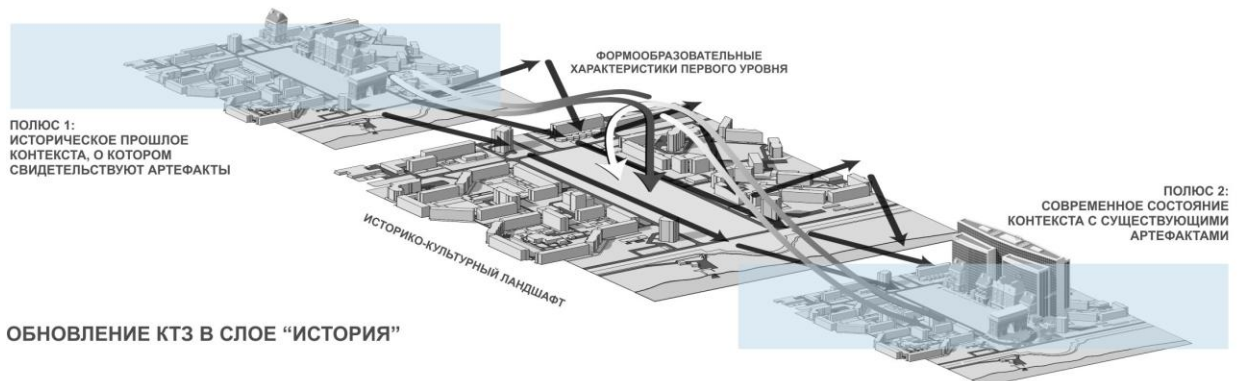 ФОРМООБРАЗОВАТЕЛЬНЫЕ
ХАРАКТЕРИСТИКИ ПЕРВОГО УРОВНЯ
ПОЛЮС 1:
ИСТОРИЧЕСКОЕ ПРОШЛОЕ
КОНТЕКСТА, О КОТОРОМ
СВИДЕТЕЛЬСТВУЮТ АРТЕФАКТЫ
ПОЛЮС 2:
СОВРЕМЕННОЕ СОСТОЯНИЕ
КОНТЕКСТА С СУЩЕСТВУЮЩИМИ
АРТЕФАКТАМИ
ИСТОРИКО-КУЛЬТУРНЫЙ ЛАНДШАФТ
ОБНОВЛЕНИЕ КТЗ В СЛОЕ “ИСТОРИЯ”